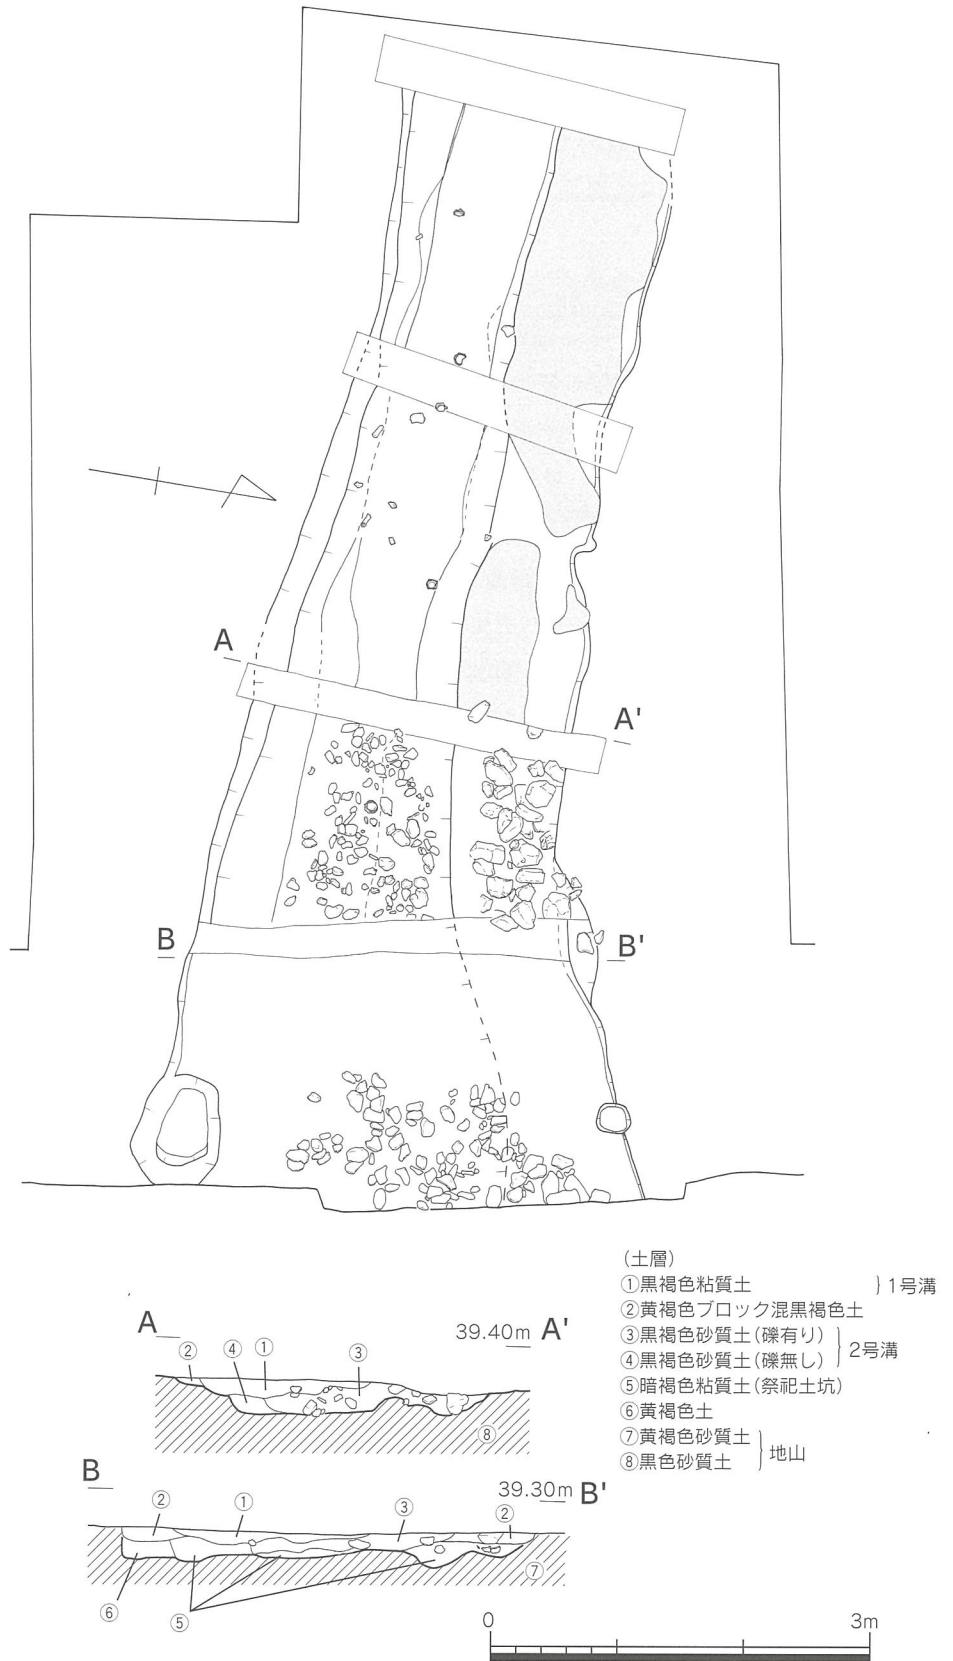 A
A'
B
B'
(土層)
①黒褐色粘質土 }1号溝
②黄褐色ブロック混黒褐色土
③黒褐色砂質土(礫有り)
④黒褐色砂質土(礫無し) }2号溝
⑤暗褐色粘質土(祭祀土坑)
⑥黄褐色土
⑦黄褐色砂質土
⑧黒色砂質土 }地山
A 39.40m A'
② ④ ① ③
⑧
B 39.30m B'
② ① ③ ②
⑦
⑥ ⑤
0 3m